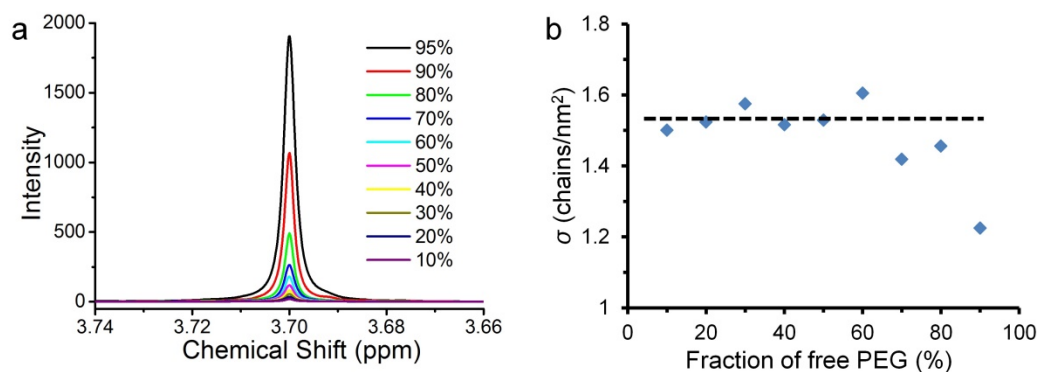 a
2000
1500
1000
500
0
Intensity
3.74 3.72 3.70 3.68 3.66
Chemical Shift (ppm)
95%
90%
80%
70%
60%
50%
40%
30%
20%
10%
b
1.8
1.6
1.4
1.2
1
σ (chains/nm²)
0 20 40 60 80 100
Fraction of free PEG (%)